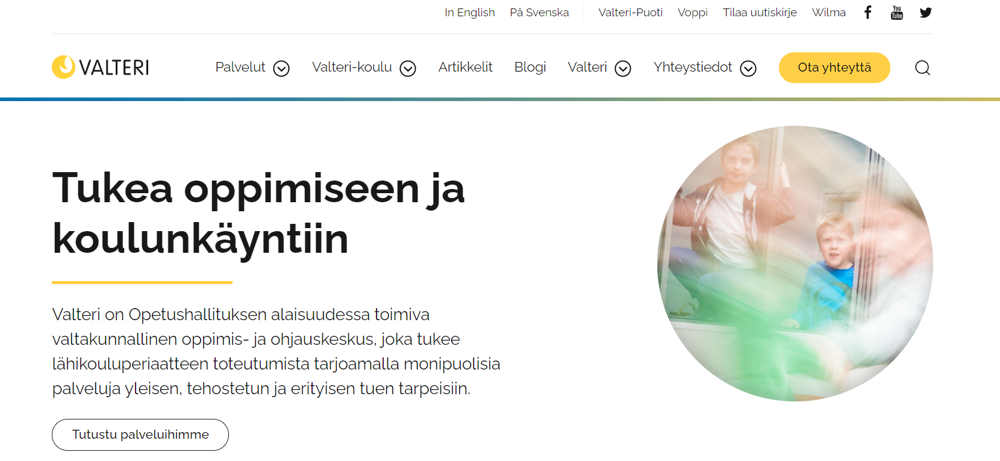 In English På Svenska Valteri-Puoti Voppi Tilaa uutiskirje Wilma You Tube
VALTERI Palvelut Valteri-koulu Artikkelit Blogi Valteri Yhteystiedot Ota yhteyttä
Tukea oppimiseen ja
koulunkäyntiin
Valteri on Opetushallituksen alaisuudessa toimiva
valtakunnallinen oppimis- ja ohjauskeskus, joka tukee
lähikouluperiaatteen toteutumista tarjoamalla monipuolisia
palveluja yleisen, tehostetun ja erityisen tuen tarpeisiin.
Tutustu palveluihimme